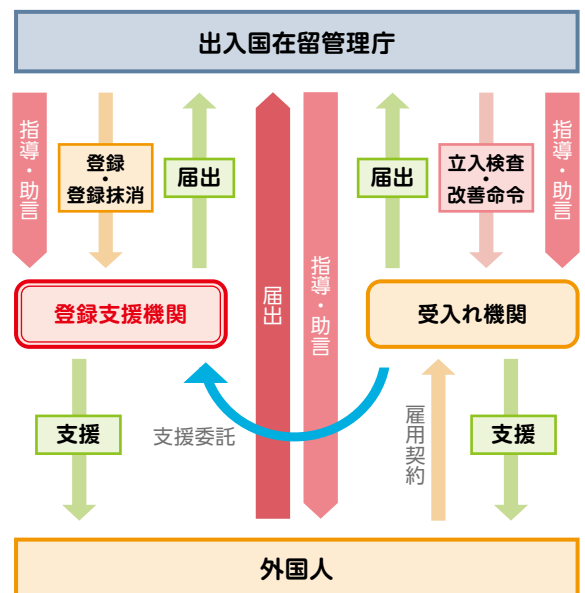 出入国在留管理庁
指導・助言
登録
・
登録抹消
届出
届出
指導・助言
届出
立入検査
・
改善命令
指導・助言
登録支援機関
受入れ機関
支援
支援委託
雇用契約
支援
外国人